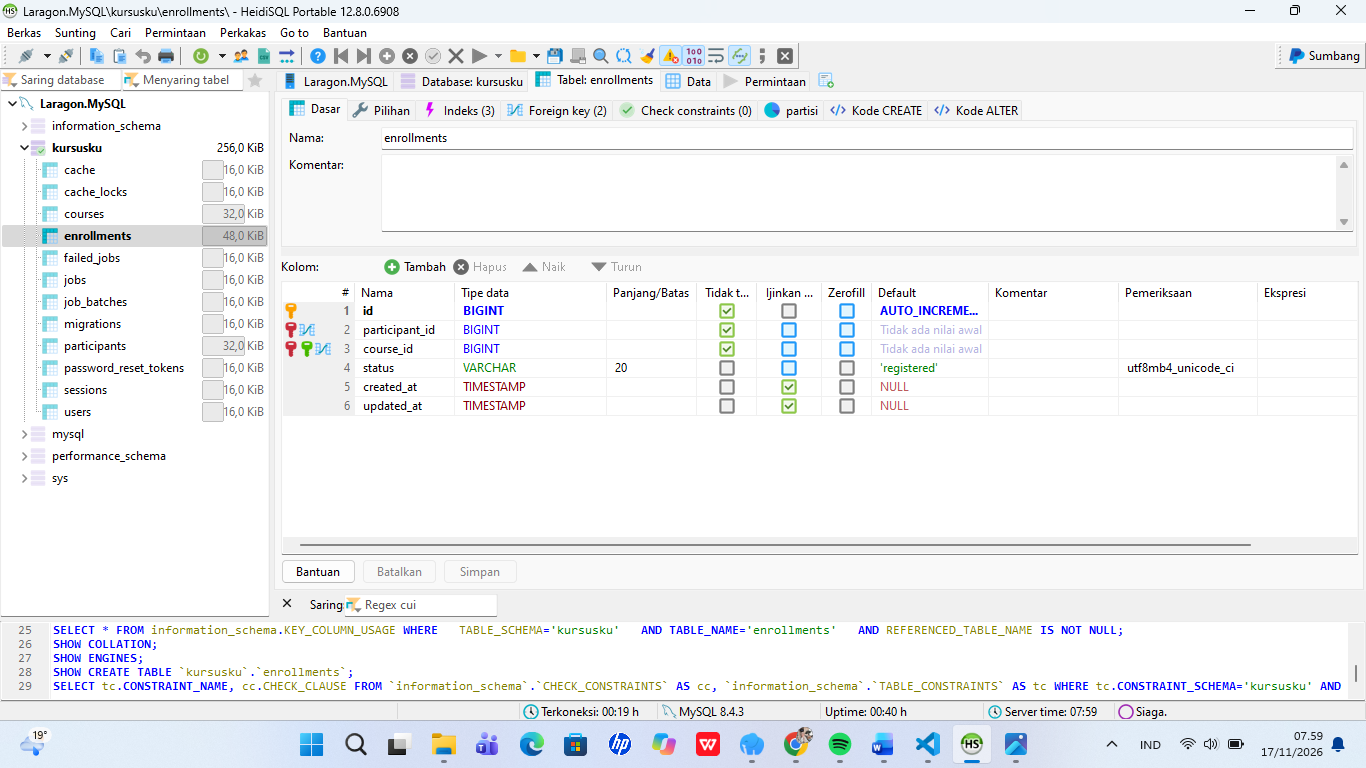 Laragon.MySQL\kursusku\enrollments\ - HeidiSQL Portable 12.8.0.6908
Berkas Sunting Cari Permintaan Perkakas Go to Bantuan
Sumbang
Saring database Menyaring tabel Laragon.MySQL Database: kursusku Tabel: enrollments Data Permintaan
Laragon.MySQL
information_schema
kursusku 256,0 KiB
cache 16,0 KiB
cache_locks 16,0 KiB
courses 32,0 KiB
enrollments 48,0 KiB
failed_jobs 16,0 KiB
jobs 16,0 KiB
job_batches 16,0 KiB
migrations 16,0 KiB
participants 32,0 KiB
password_reset_tokens 16,0 KiB
sessions 16,0 KiB
users 16,0 KiB
mysql
performance_schema
sys
Dasar Pilihan Indeks (3) Foreign key (2) Check constraints (0) partisi Kode CREATE Kode ALTER
Nama: enrollments
Komentar:
Kolom: Tambah Hapus Naik Turun
# Nama Tipe data Panjang/Batas Tidak t... Ijinkan ... Zerofill Default Komentar Pemeriksaan Ekspresi
1 id BIGINT AUTO_INCREME...
2 participant_id BIGINT Tidak ada nilai awal
3 course_id BIGINT Tidak ada nilai awal
4 status VARCHAR 20 'registered' utf8mb4_unicode_ci
5 created_at TIMESTAMP NULL
6 updated_at TIMESTAMP NULL
Bantuan Batalkan Simpan
Saring: Regex cui
25 SELECT * FROM information_schema.KEY_COLUMN_USAGE WHERE TABLE_SCHEMA='kursusku' AND TABLE_NAME='enrollments' AND REFERENCED_TABLE_NAME IS NOT NULL;
26 SHOW COLLATION;
27 SHOW ENGINES;
28 SHOW CREATE TABLE `kursusku`.`enrollments`;
29 SELECT tc.CONSTRAINT_NAME, cc.CHECK_CLAUSE FROM `information_schema`.`CHECK_CONSTRAINTS` AS cc, `information_schema`.`TABLE_CONSTRAINTS` AS tc WHERE tc.CONSTRAINT_SCHEMA='kursusku' AND
Terkoneksi: 00:19 h MySQL 8.4.3 Uptime: 00:40 h Server time: 07:59 Siaga.
19° IND 07.59
17/11/2026